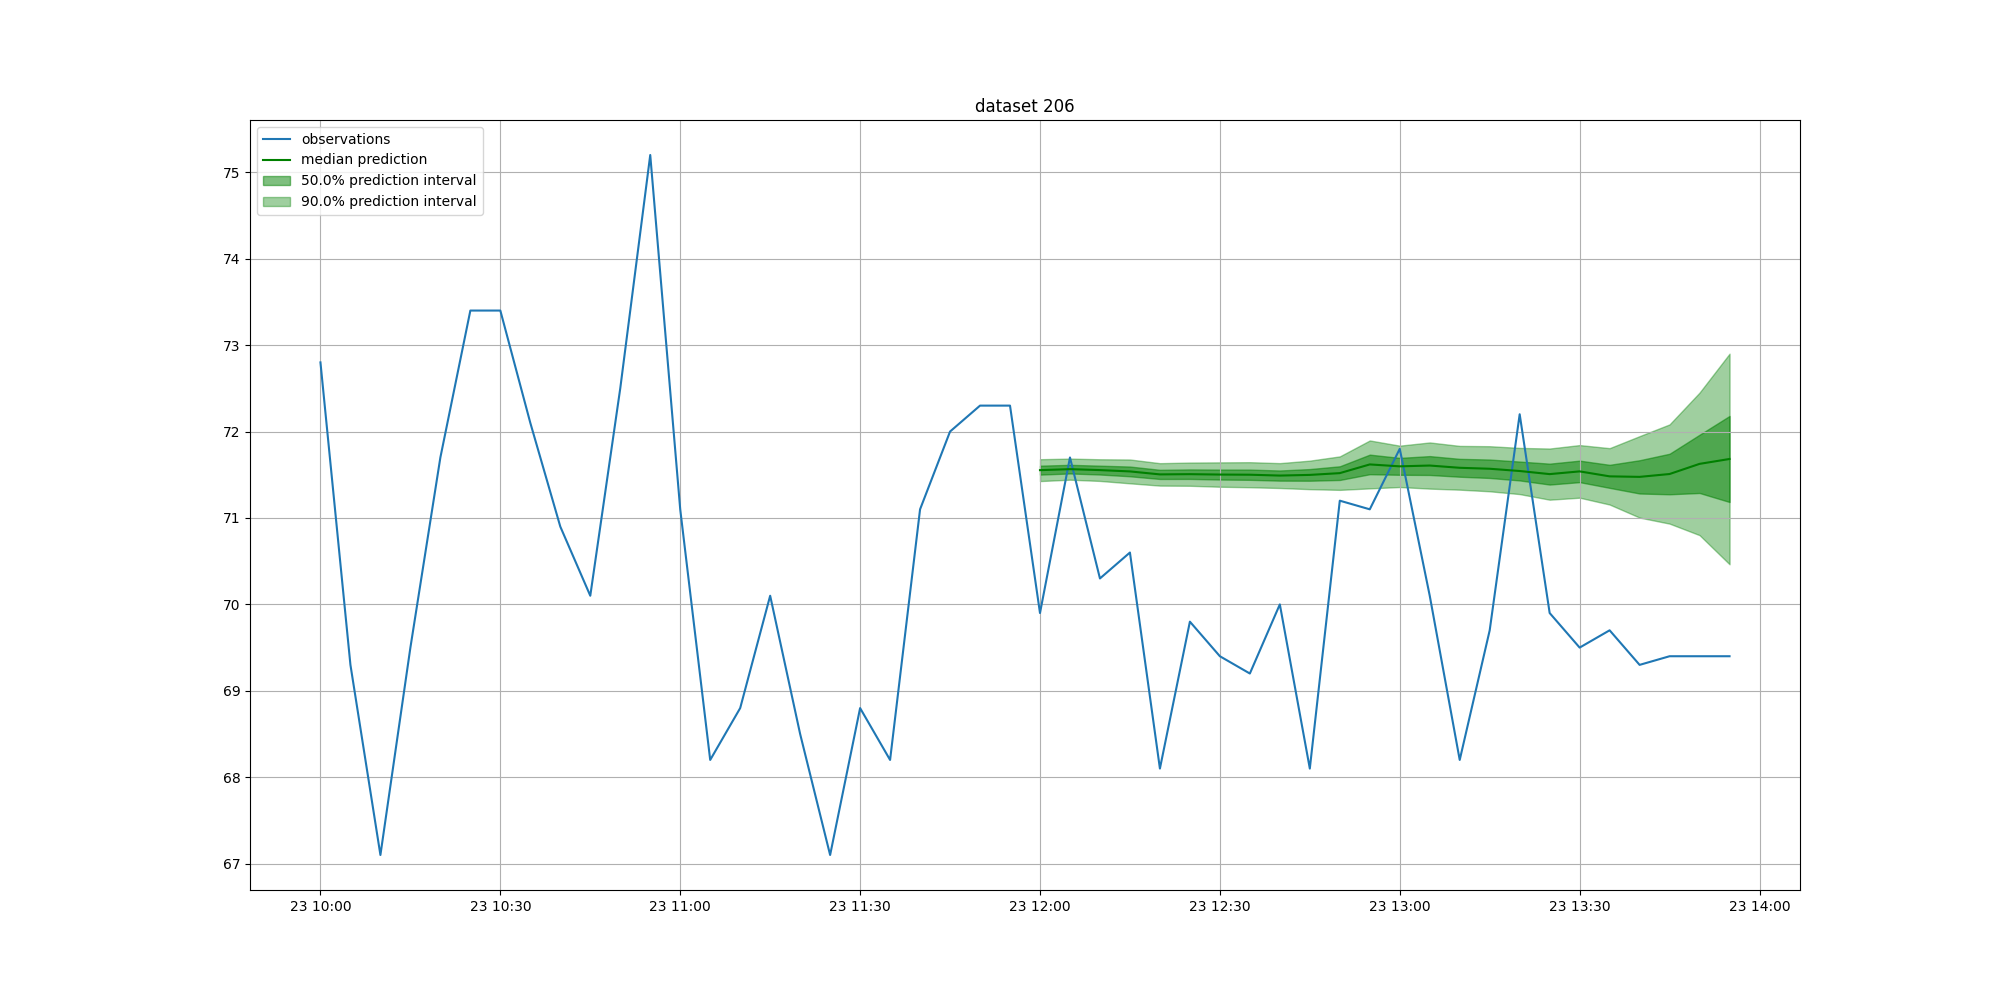 dataset 206
observations
median prediction
50.0% prediction interval
90.0% prediction interval
75
74
73
72
71
70
69
68
67
23 10:00 23 10:30 23 11:00 23 11:30 23 12:00 23 12:30 23 13:00 23 13:30 23 14:00